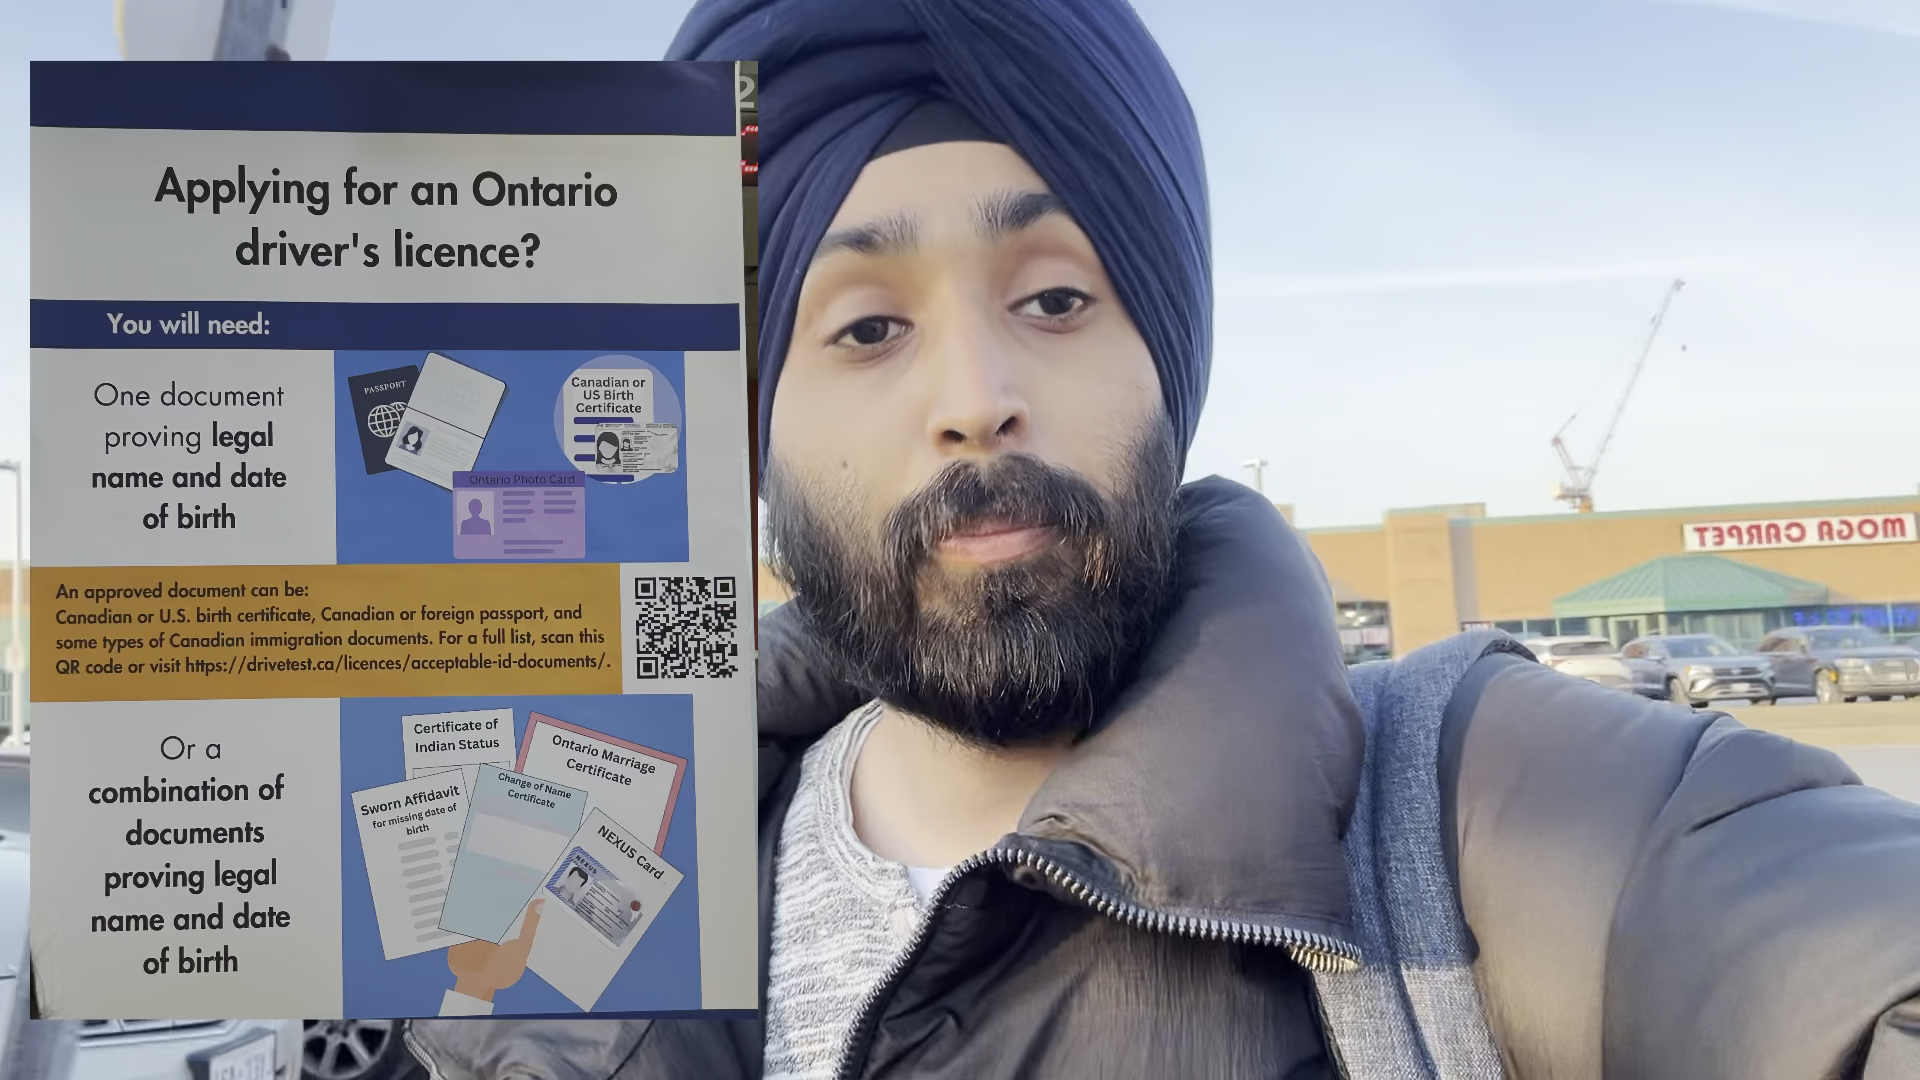 Applying for an Ontario
driver's licence?
You will need:
One document
proving legal
name and date
of birth
PASSPORT
Canadian or
US Birth
Certificate
Ontario Photo Card
An approved document can be:
Canadian or U.S. birth certificate, Canadian or foreign passport, and
some types of Canadian immigration documents. For a full list, scan this
QR code or visit https://drivetest.ca/licences/acceptable-id-documents/.
Or a
combination of
documents
proving legal
name and date
of birth
Certificate of
Indian Status
Ontario Marriage
Certificate
Sworn Affidavit
for missing date of
birth
Change of Name
Certificate
NEXUS Card
NEXUS
2
MOGA CARPET